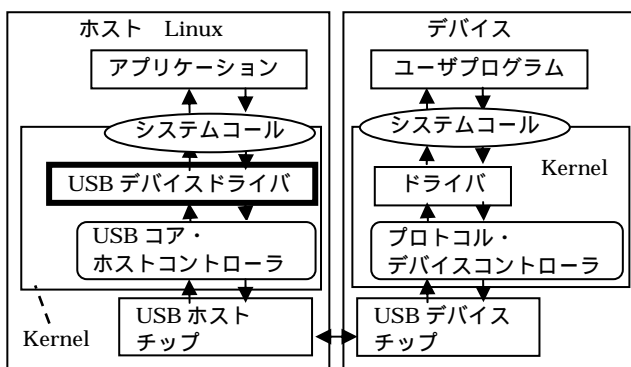 ホスト Linux
アプリケーション
システムコール
USB デバイスドライバ
USB コア・
ホストコントローラ
USB ホスト
チップ
Kernel
デバイス
ユーザプログラム
システムコール
Kernel
ドライバ
プロトコル・
デバイスコントローラ
USB デバイス
チップ